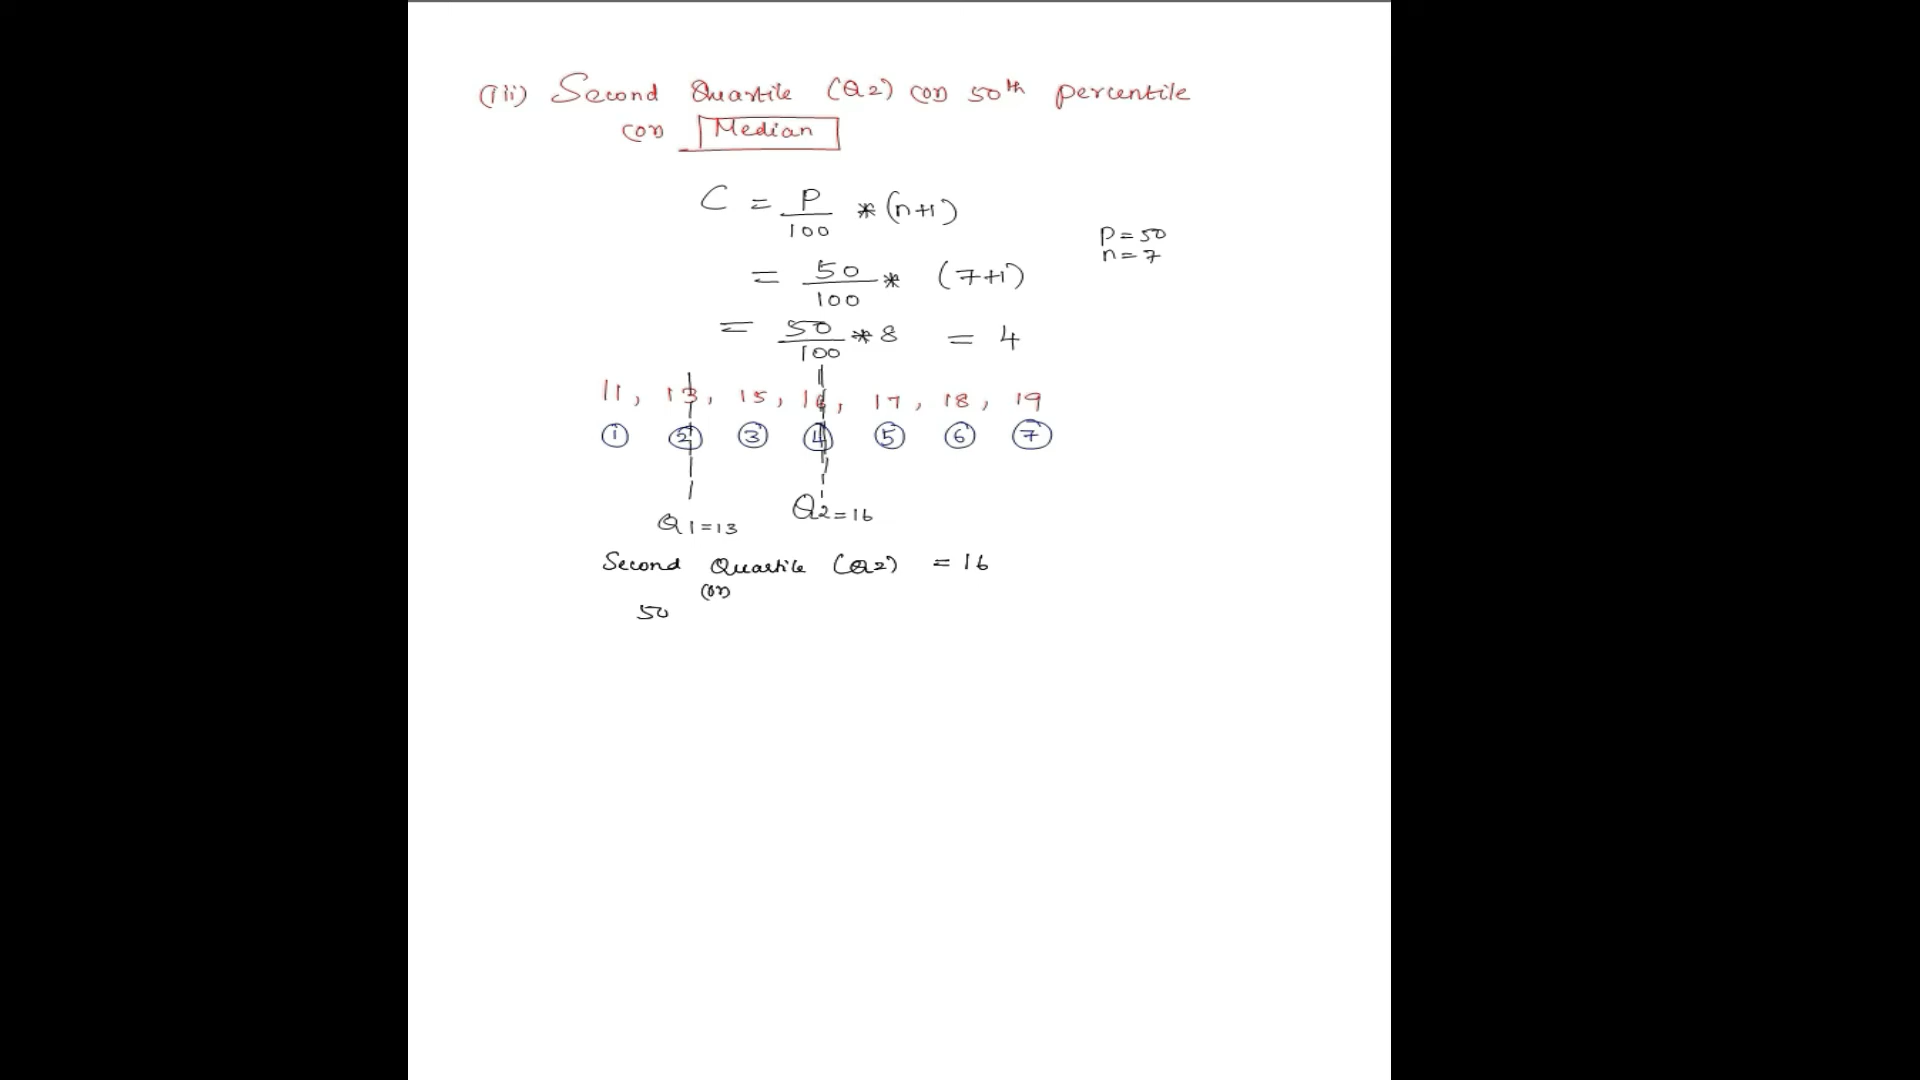 (iii) Second Quartile (Q2) (or) 50th percentile
(or) Median
C = P/100 * (n+1)
P = 50
n = 7
= 50/100 * (7+1)
= 50/100 * 8 = 4
11, 13, 15, 16, 17, 18, 19
1 2 3 4 5 6 7
Q1=13 Q2=16
Second Quartile (Q2) = 16
(or)
50